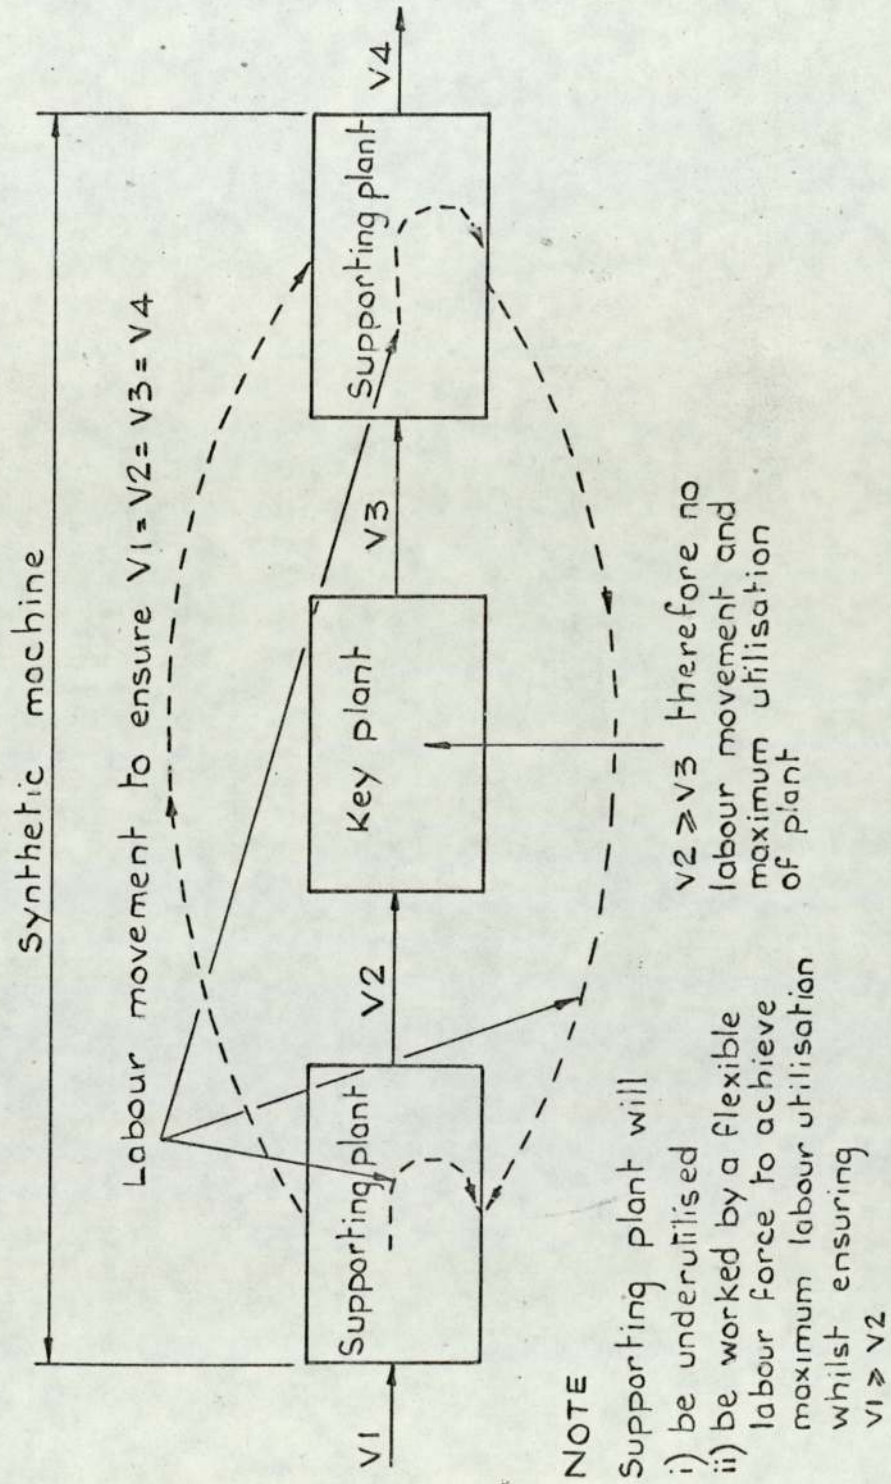 Synthetic machine
Labour movement to ensure V1 = V2 = V3 = V4
V1
Supporting plant
V2
Key plant
V3
Supporting plant
V4
V2 ⩾ V3 therefore no
labour movement and
maximum utilisation
of plant
NOTE
Supporting plant will
i) be underutilised
ii) be worked by a flexible
labour force to achieve
maximum labour utilisation
whilst ensuring
V1 ⩾ V2